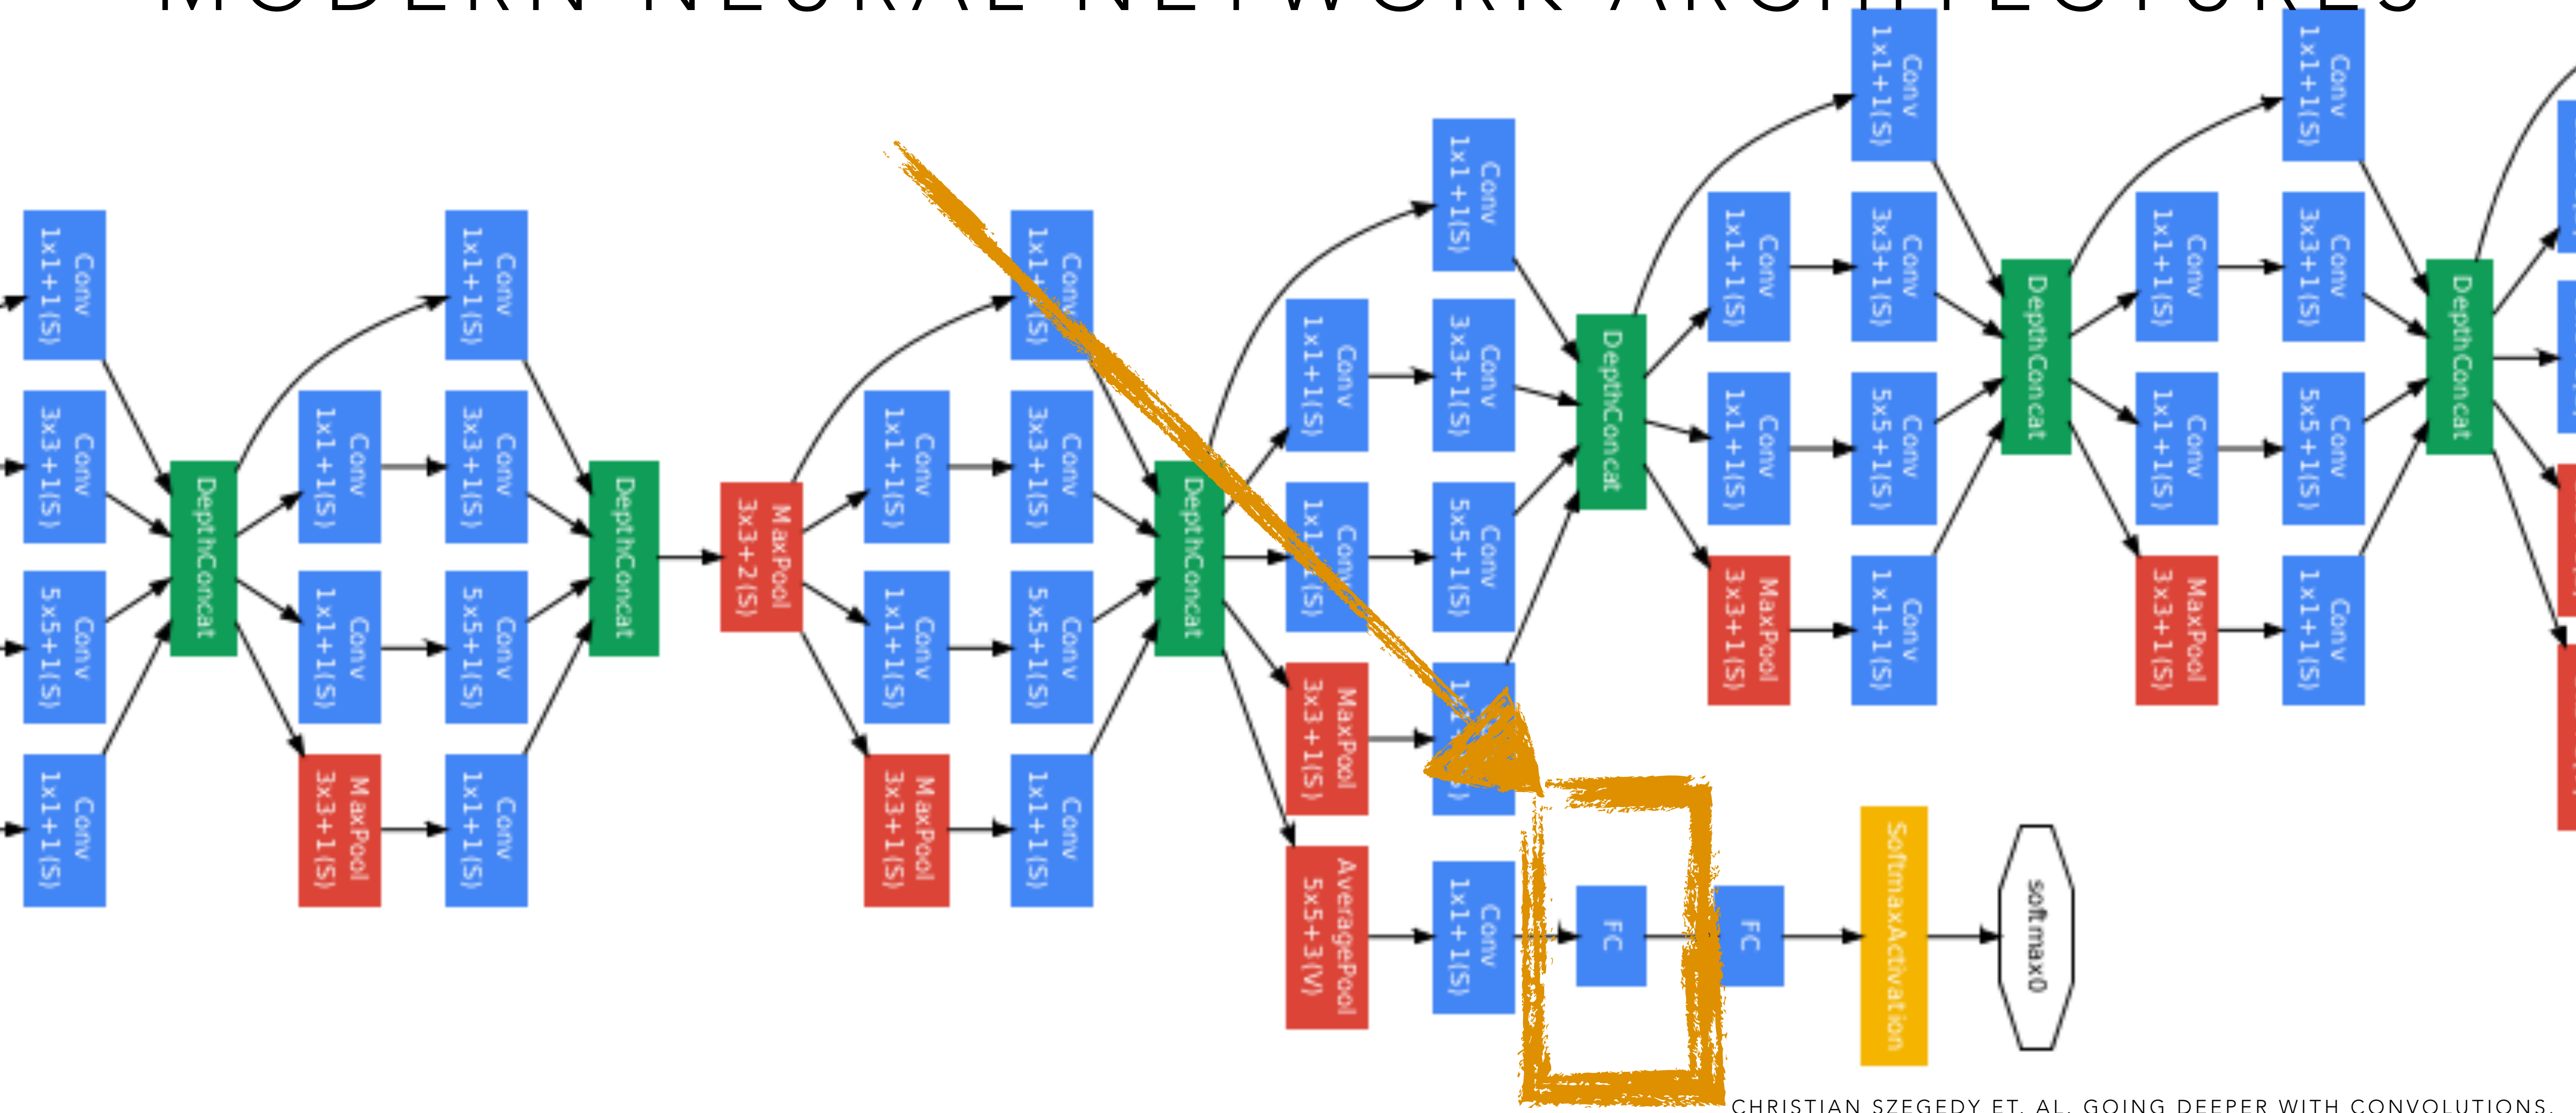 MODERN NEURAL NETWORK ARCHITECTURES
Conv
1x1+1(S)
Conv
3x3+1(S)
Conv
5x5+1(S)
Conv
1x1+1(S)
DepthConcat
Conv
1x1+1(S)
Conv
1x1+1(S)
MaxPool
3x3+1(S)
Conv
1x1+1(S)
Conv
3x3+1(S)
Conv
5x5+1(S)
Conv
1x1+1(S)
DepthConcat
MaxPool
3x3+2(S)
Conv
1x1+1(S)
Conv
1x1+1(S)
MaxPool
3x3+1(S)
Conv
1x1+1(S)
Conv
3x3+1(S)
Conv
5x5+1(S)
Conv
1x1+1(S)
DepthConcat
Conv
1x1+1(S)
Conv
1x1+1(S)
MaxPool
3x3+1(S)
AveragePool
5x5+3(V)
Conv
1x1+1(S)
Conv
3x3+1(S)
Conv
5x5+1(S)
Conv
1x1+1(S)
DepthConcat
FC
Conv
1x1+1(S)
Conv
1x1+1(S)
MaxPool
3x3+1(S)
FC
Conv
1x1+1(S)
Conv
3x3+1(S)
Conv
5x5+1(S)
Conv
1x1+1(S)
SoftmaxActivation
DepthConcat
softmax0
Conv
1x1+1(S)
Conv
1x1+1(S)
MaxPool
3x3+1(S)
Conv
1x1+1(S)
Conv
3x3+1(S)
Conv
5x5+1(S)
Conv
1x1+1(S)
DepthConcat
CHRISTIAN SZEGEDY ET. AL. GOING DEEPER WITH CONVOLUTIONS.